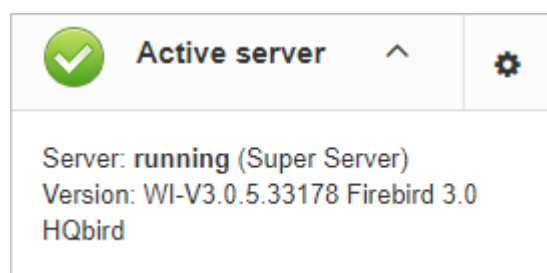 Active server
Server: running (Super Server)
Version: WI-V3.0.5.33178 Firebird 3.0
HQbird